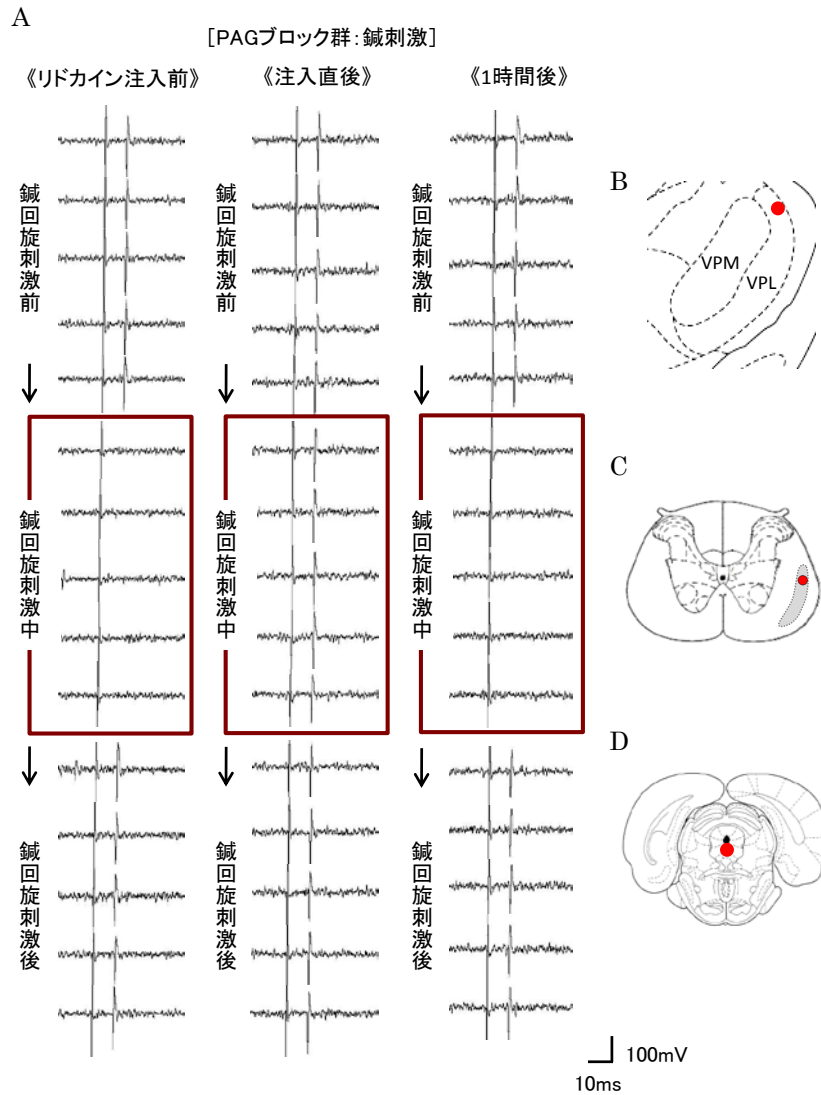 A
[PAGブロック群:鍼刺激]
《リドカイン注入前》
《注入直後》
《1時間後》
鍼回旋刺激前
鍼回旋刺激前
鍼回旋刺激前
B
VPM
VPL
鍼回旋刺激中
鍼回旋刺激中
鍼回旋刺激中
C
鍼回旋刺激後
鍼回旋刺激後
鍼回旋刺激後
D
100mV
10ms